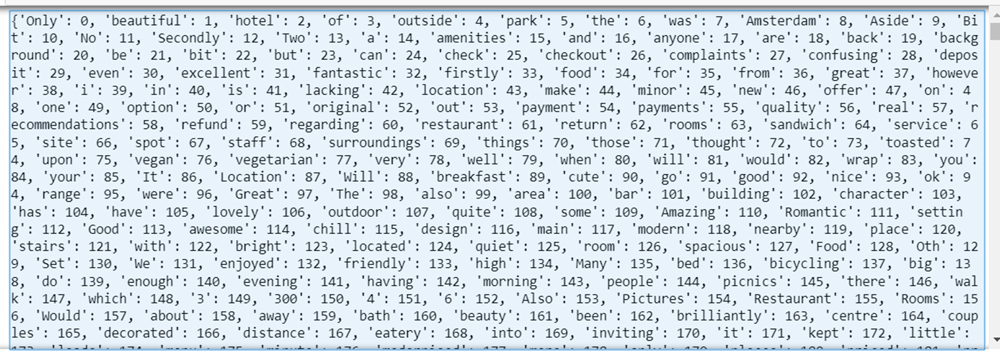 {'Only': 0, 'beautiful': 1, 'hotel': 2, 'of': 3, 'outside': 4, 'park': 5, 'the': 6, 'was': 7, 'Amsterdam': 8, 'Aside': 9, 'Bi
t': 10, 'No': 11, 'Secondly': 12, 'Two': 13, 'a': 14, 'amenities': 15, 'and': 16, 'anyone': 17, 'are': 18, 'back': 19, 'backg
round': 20, 'be': 21, 'bit': 22, 'but': 23, 'can': 24, 'check': 25, 'checkout': 26, 'complaints': 27, 'confusing': 28, 'depos
it': 29, 'even': 30, 'excellent': 31, 'fantastic': 32, 'firstly': 33, 'food': 34, 'for': 35, 'from': 36, 'great': 37, 'howeve
r': 38, 'i': 39, 'in': 40, 'is': 41, 'lacking': 42, 'location': 43, 'make': 44, 'minor': 45, 'new': 46, 'offer': 47, 'on': 4
8, 'one': 49, 'option': 50, 'or': 51, 'original': 52, 'out': 53, 'payment': 54, 'payments': 55, 'quality': 56, 'real': 57, 'r
ecommendations': 58, 'refund': 59, 'regarding': 60, 'restaurant': 61, 'return': 62, 'rooms': 63, 'sandwich': 64, 'service': 6
5, 'site': 66, 'spot': 67, 'staff': 68, 'surroundings': 69, 'things': 70, 'those': 71, 'thought': 72, 'to': 73, 'toasted': 7
4, 'upon': 75, 'vegan': 76, 'vegetarian': 77, 'very': 78, 'well': 79, 'when': 80, 'will': 81, 'would': 82, 'wrap': 83, 'you':
84, 'your': 85, 'It': 86, 'Location': 87, 'Will': 88, 'breakfast': 89, 'cute': 90, 'go': 91, 'good': 92, 'nice': 93, 'ok': 9
4, 'range': 95, 'were': 96, 'Great': 97, 'The': 98, 'also': 99, 'area': 100, 'bar': 101, 'building': 102, 'character': 103,
'has': 104, 'have': 105, 'lovely': 106, 'outdoor': 107, 'quite': 108, 'some': 109, 'Amazing': 110, 'Romantic': 111, 'settin
g': 112, 'Good': 113, 'awesome': 114, 'chill': 115, 'design': 116, 'main': 117, 'modern': 118, 'nearby': 119, 'place': 120,
'stairs': 121, 'with': 122, 'bright': 123, 'located': 124, 'quiet': 125, 'room': 126, 'spacious': 127, 'Food': 128, 'Oth': 12
9, 'Set': 130, 'We': 131, 'enjoyed': 132, 'friendly': 133, 'high': 134, 'Many': 135, 'bed': 136, 'bicycling': 137, 'big': 13
8, 'do': 139, 'enough': 140, 'evening': 141, 'having': 142, 'morning': 143, 'people': 144, 'picnics': 145, 'there': 146, 'wal
k': 147, 'which': 148, '3': 149, '300': 150, '4': 151, '6': 152, 'Also': 153, 'Pictures': 154, 'Restaurant': 155, 'Rooms': 15
6, 'Would': 157, 'about': 158, 'away': 159, 'bath': 160, 'beauty': 161, 'been': 162, 'brilliantly': 163, 'centre': 164, 'coup
les': 165, 'decorated': 166, 'distance': 167, 'eatery': 168, 'into': 169, 'inviting': 170, 'it': 171, 'kept': 172, 'little':